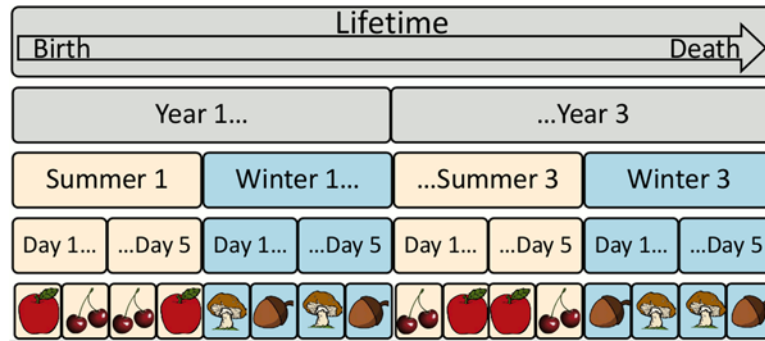 Lifetime
Birth Death
Year 1... ...Year 3
Summer 1 Winter 1... ...Summer 3 Winter 3
Day 1... ...Day 5 Day 1... ...Day 5 Day 1... ...Day 5 Day 1... ...Day 5